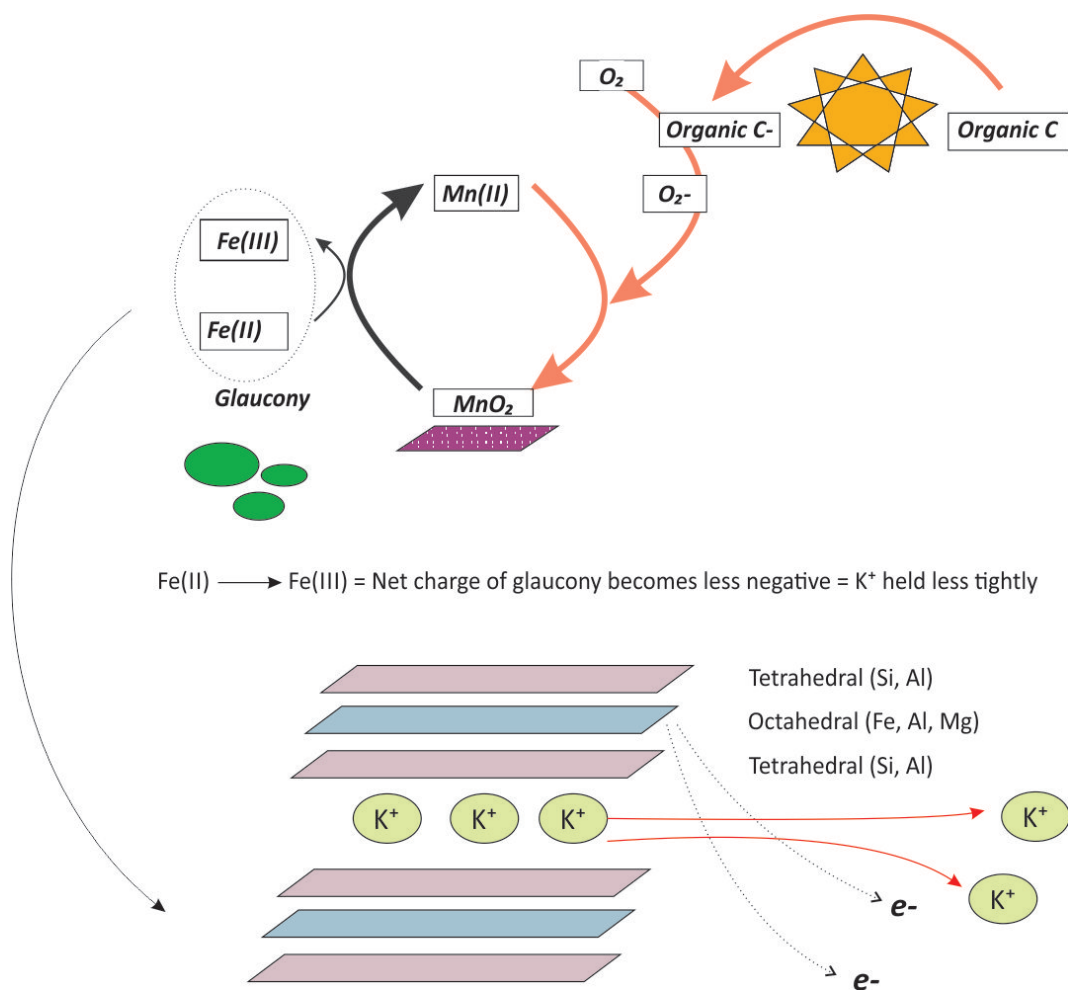 O₂
Organic C-
Organic C
O₂-
Mn(II)
Fe(III)
Fe(II)
Glaucony
MnO₂
Fe(II) ⟶ Fe(III) = Net charge of glaucony becomes less negative = K⁺ held less tightly
Tetrahedral (Si, Al)
Octahedral (Fe, Al, Mg)
Tetrahedral (Si, Al)
K⁺ K⁺ K⁺ K⁺
K⁺
e-
e-